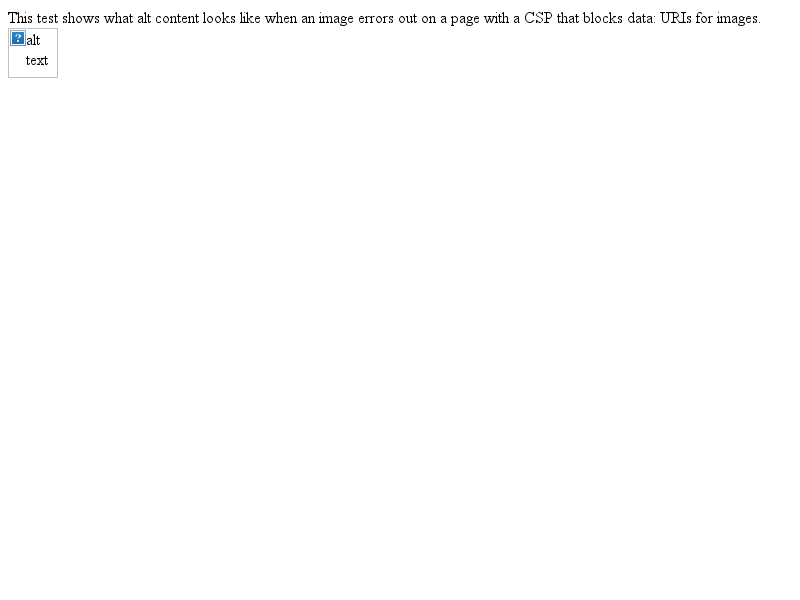 This test shows what alt content looks like when an image errors out on a page with a CSP that blocks data: URIs for images.
?alt
text